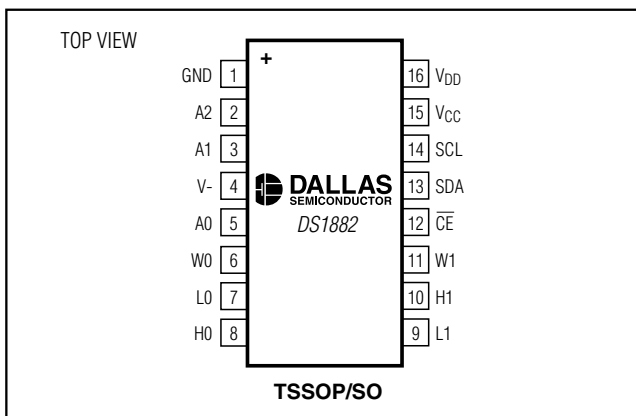 TOP VIEW
+
GND 1
A2 2
A1 3
V- 4
A0 5
W0 6
L0 7
H0 8
DALLAS
SEMICONDUCTOR
DS1882
16 VDD
15 VCC
14 SCL
13 SDA
12 C̅E̅
11 W1
10 H1
9 L1
TSSOP/SO